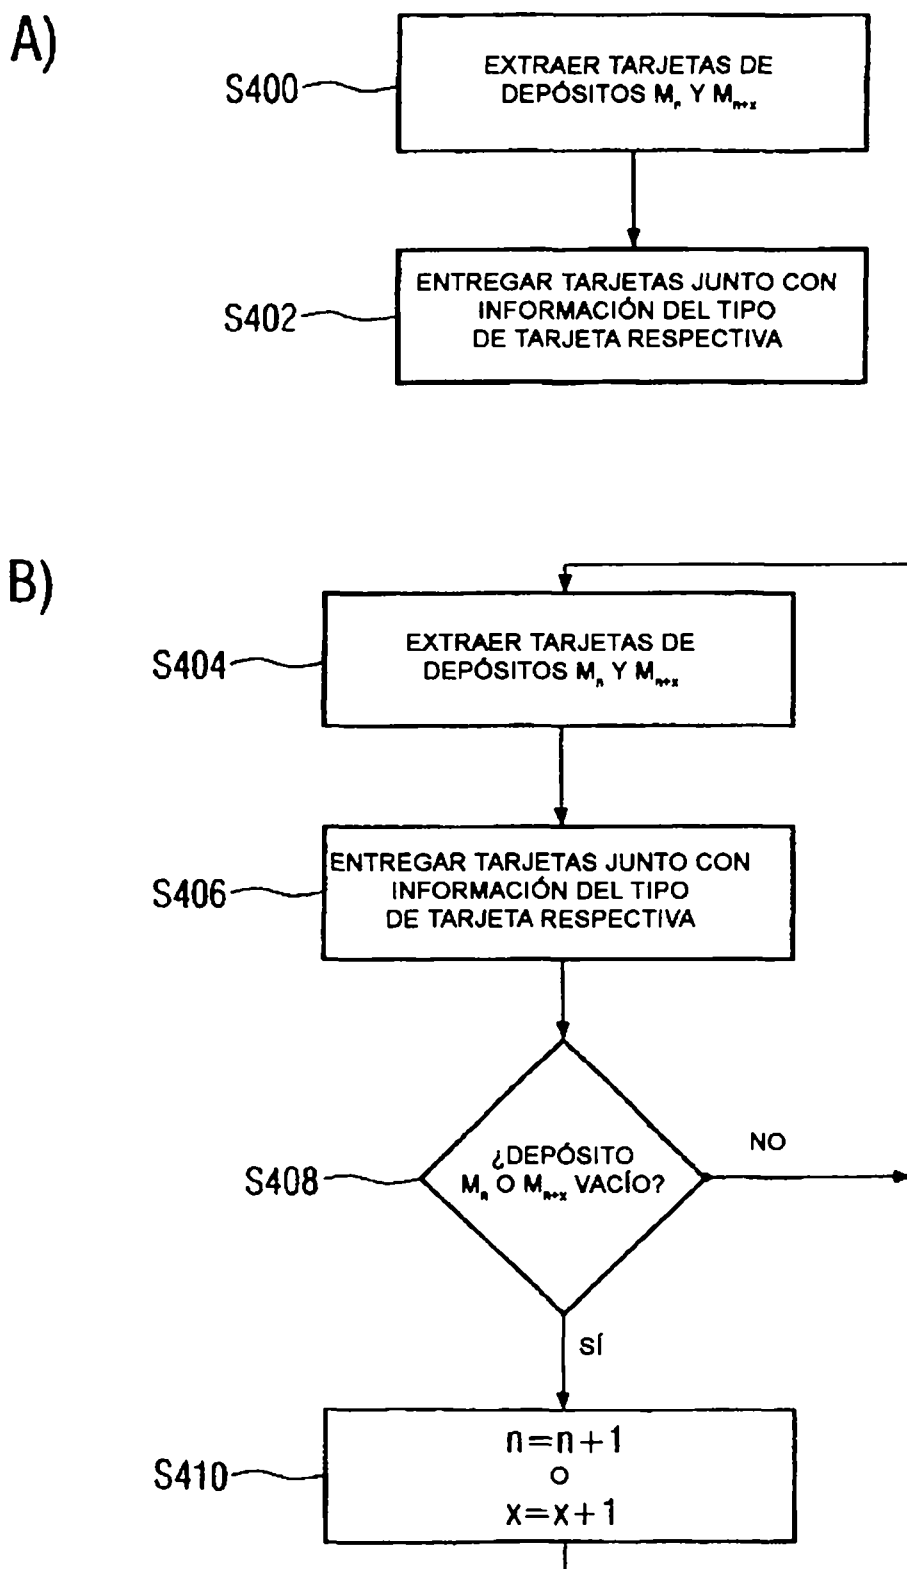 A)
S400
EXTRAER TARJETAS DE
DEPÓSITOS Mn Y Mn+x
S402
ENTREGAR TARJETAS JUNTO CON
INFORMACIÓN DEL TIPO
DE TARJETA RESPECTIVA
B)
S404
EXTRAER TARJETAS DE
DEPÓSITOS Mn Y Mn+x
S406
ENTREGAR TARJETAS JUNTO CON
INFORMACIÓN DEL TIPO
DE TARJETA RESPECTIVA
S408
¿DEPÓSITO
Mn O Mn+x VACÍO?
NO
SÍ
S410
n=n+1
O
x=x+1